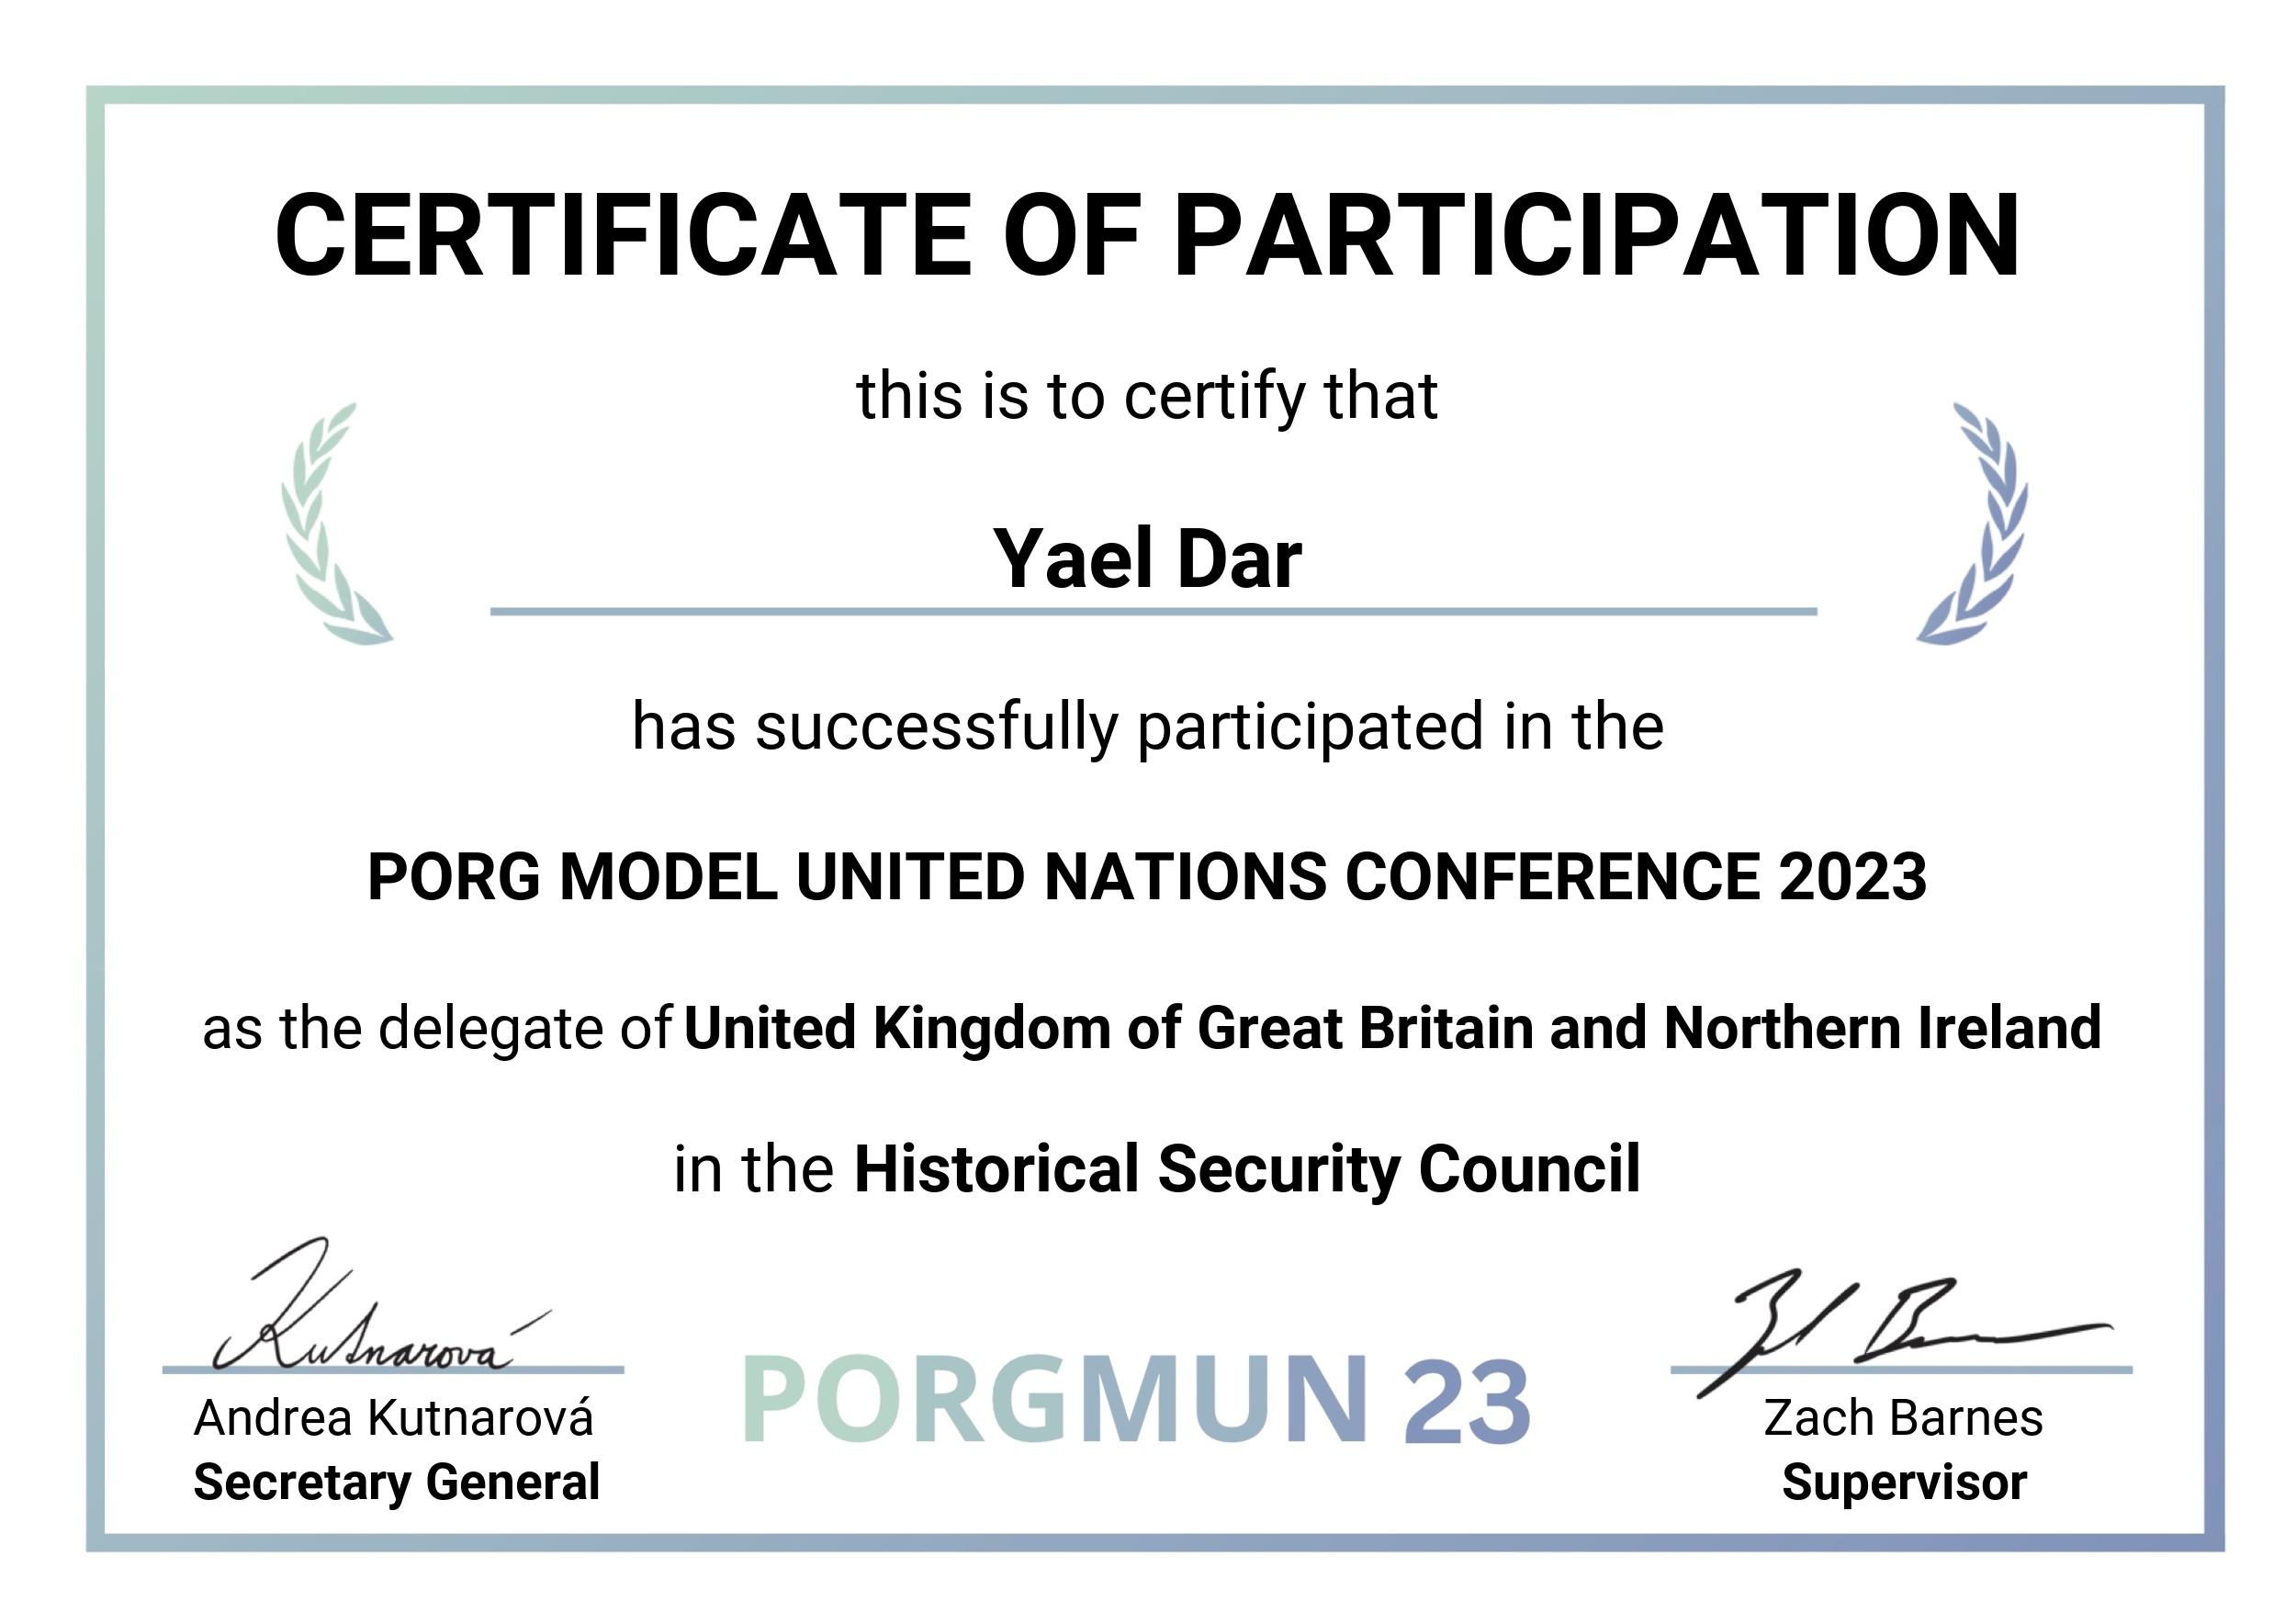 CERTIFICATE OF PARTICIPATION
this is to certify that
Yael Dar
has successfully participated in the
PORG MODEL UNITED NATIONS CONFERENCE 2023
as the delegate of United Kingdom of Great Britain and Northern Ireland
in the Historical Security Council
Kutnarová
Andrea Kutnarová
Secretary General
PORGMUN 23
Zach Barnes
Supervisor